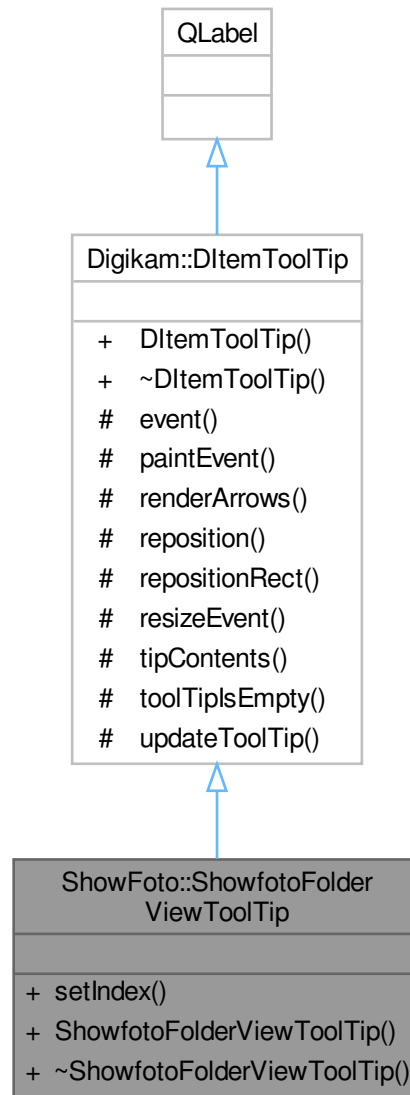 QLabel
Digikam::DItemToolTip
+ DItemToolTip()
+ ~DItemToolTip()
# event()
# paintEvent()
# renderArrows()
# reposition()
# repositionRect()
# resizeEvent()
# tipContents()
# toolTipIsEmpty()
# updateToolTip()
ShowFoto::ShowfotoFolder
ViewToolTip
+ setIndex()
+ ShowfotoFolderViewToolTip()
+ ~ShowfotoFolderViewToolTip()